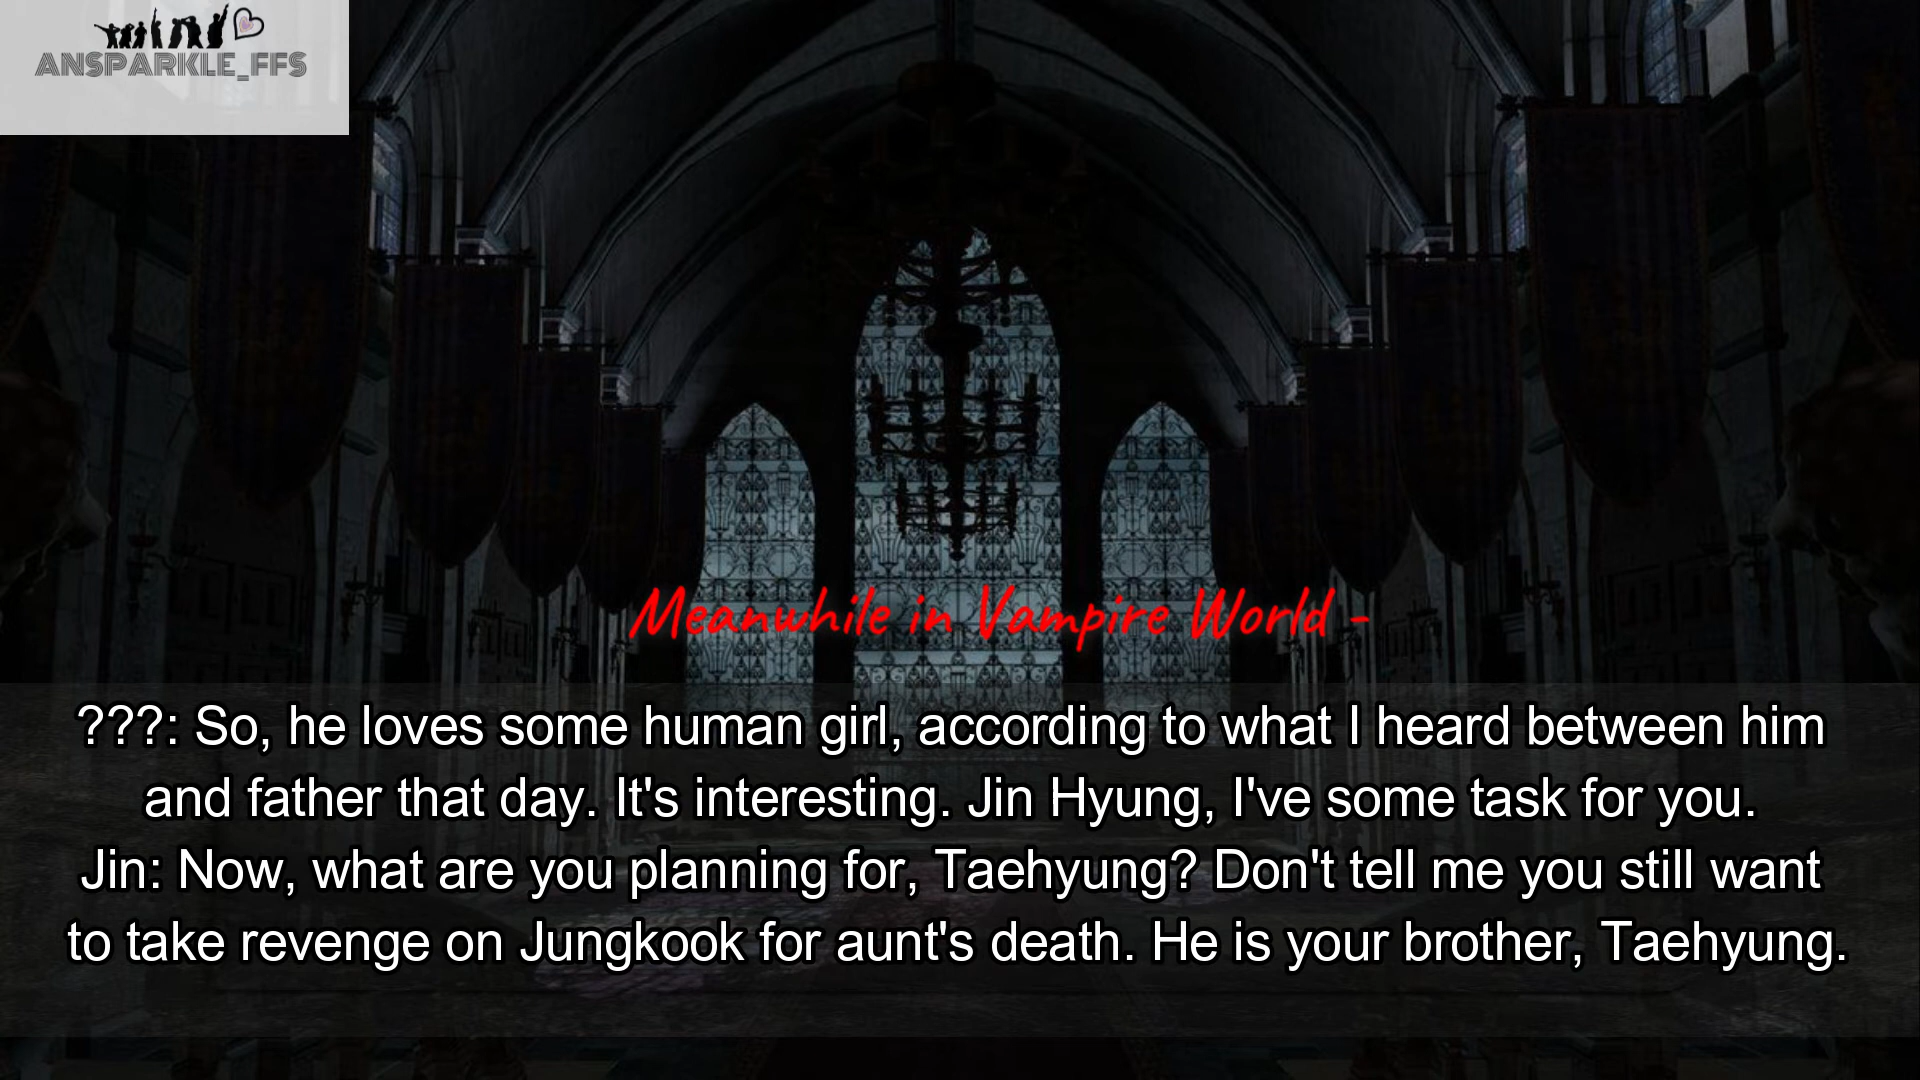 ANSPARKLE_FFS
Meanwhile in Vampire World -
???: So, he loves some human girl, according to what I heard between him
and father that day. It's interesting. Jin Hyung, I've some task for you.
Jin: Now, what are you planning for, Taehyung? Don't tell me you still want
to take revenge on Jungkook for aunt's death. He is your brother, Taehyung.